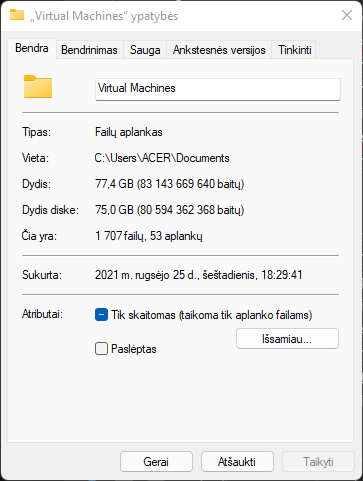 „Virtual Machines“ ypatybės
Bendra Bendrinimas Sauga Ankstesnės versijos Tinkinti
Virtual Machines
Tipas: Failų aplankas
Vieta: C:\Users\ACER\Documents
Dydis: 77,4 GB (83 143 669 640 baitų)
Dydis diske: 75,0 GB (80 594 362 368 baitų)
Čia yra: 1 707 failų, 53 aplankų
Sukurta: 2021 m. rugsėjo 25 d., šeštadienis, 18:29:41
Atributai: Tik skaitomas (taikoma tik aplanko failams)
Paslėptas Išsamiau...
Gerai Atšaukti Taikyti